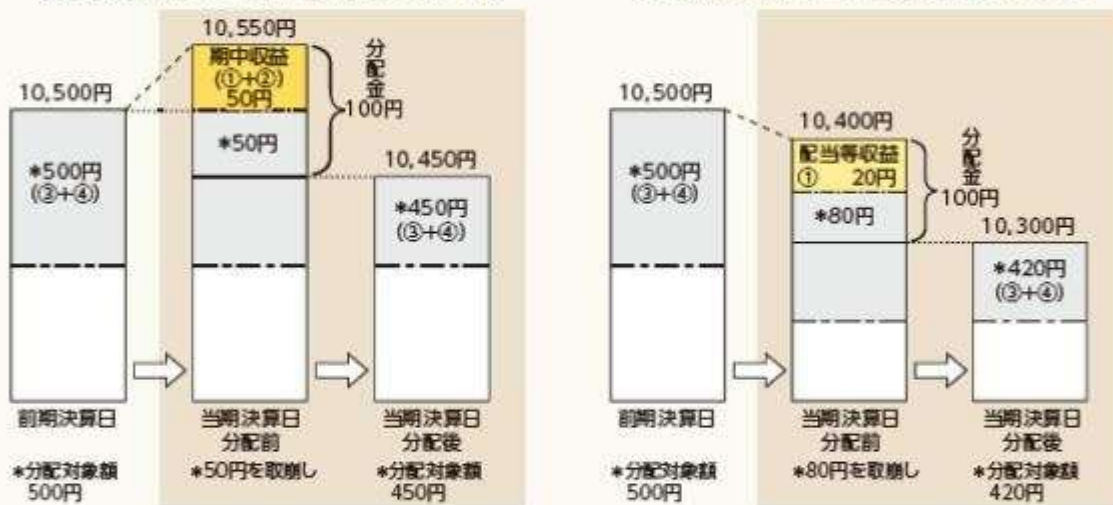 10,550円
期中収益
(①+②)
50円
分配金
100円
10,500円
*500円
(③+④)
*50円
10,450円
*450円
(③+④)
前期決算日
当期決算日
分配前
当期決算日
分配後
*分配対象額
500円
*50円を取崩し
*分配対象額
450円
10,500円
*500円
(③+④)
10,400円
配当等収益
① 20円
*80円
分配金
100円
10,300円
*420円
(③+④)
前期決算日
当期決算日
分配前
当期決算日
分配後
*分配対象額
500円
*80円を取崩し
*分配対象額
420円